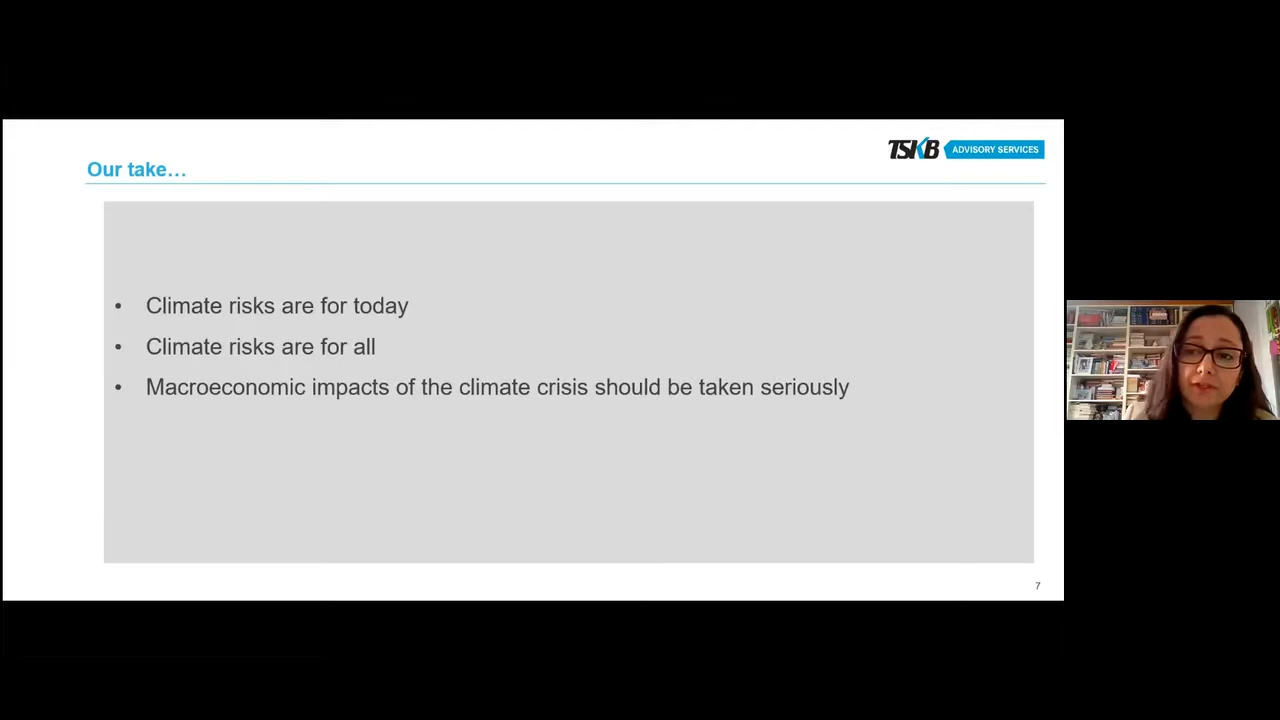 TSKB ADVISORY SERVICES
Our take…
• Climate risks are for today
• Climate risks are for all
• Macroeconomic impacts of the climate crisis should be taken seriously
7